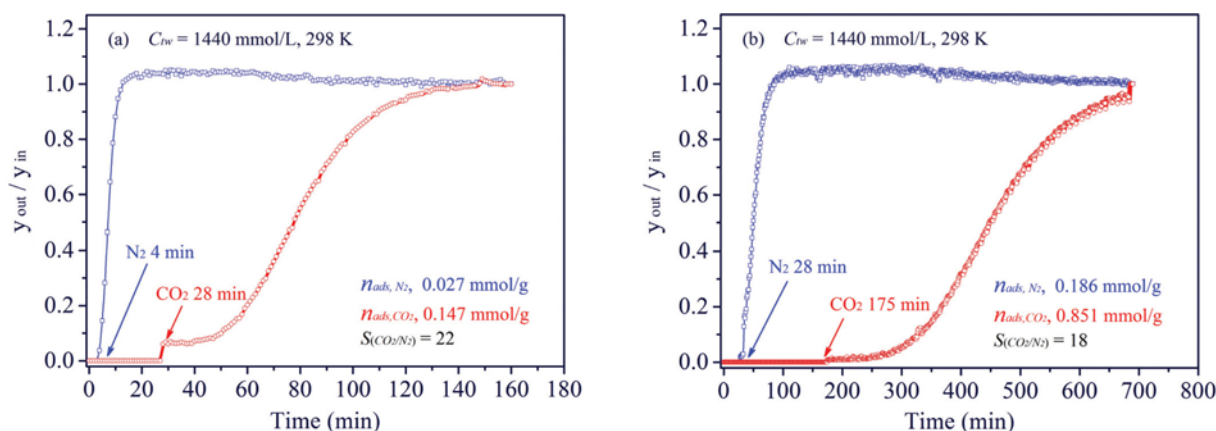 (a) Ctw = 1440 mmol/L, 298 K
1.2
1.0
0.8
0.6
0.4
0.2
0.0
y out / y in
N2 4 min
CO2 28 min
nads, N2, 0.027 mmol/g
nads,CO2, 0.147 mmol/g
S(CO2/N2) = 22
0 20 40 60 80 100 120 140 160 180
Time (min)
(b) Ctw = 1440 mmol/L, 298 K
1.2
1.0
0.8
0.6
0.4
0.2
0.0
y out / y in
N2 28 min
CO2 175 min
nads, N2, 0.186 mmol/g
nads,CO2, 0.851 mmol/g
S(CO2/N2) = 18
0 100 200 300 400 500 600 700 800
Time (min)